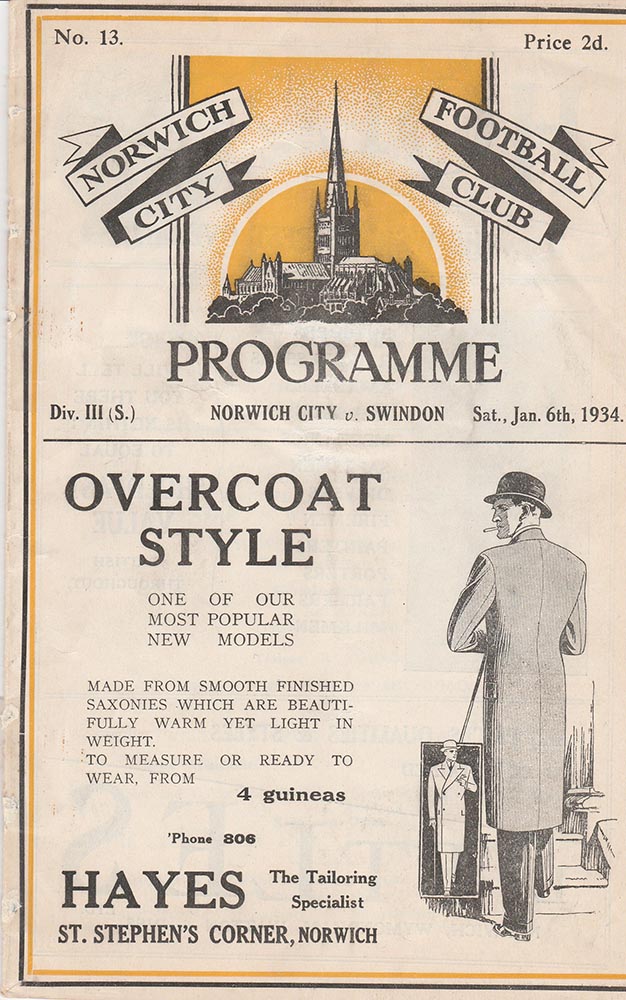 No. 13.
Price 2d.
NORWICH
CITY
FOOTBALL
CLUB
PROGRAMME
Div. III (S.)
NORWICH CITY v. SWINDON
Sat., Jan. 6th, 1934.
OVERCOAT
STYLE
ONE OF OUR
MOST POPULAR
NEW MODELS
MADE FROM SMOOTH FINISHED
SAXONIES WHICH ARE BEAUTI-
FULLY WARM YET LIGHT IN
WEIGHT.
TO MEASURE OR READY TO
WEAR, FROM
4 guineas
'Phone 806
HAYES
The Tailoring
Specialist
ST. STEPHEN'S CORNER, NORWICH